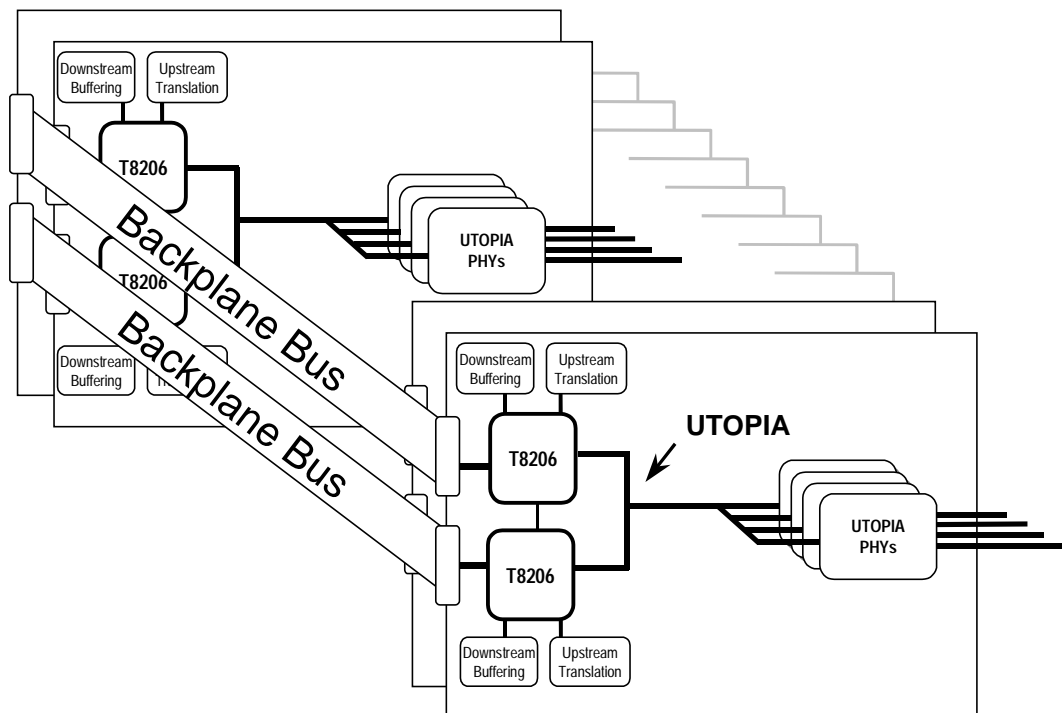 Downstream
Buffering
Upstream
Translation
T8206
Backplane Bus
UTOPIA
PHYs
T8206
Backplane Bus
Downstream
Buffering
Downstream
Buffering
Upstream
Translation
UTOPIA
T8206
UTOPIA
PHYs
T8206
Downstream
Buffering
Upstream
Translation